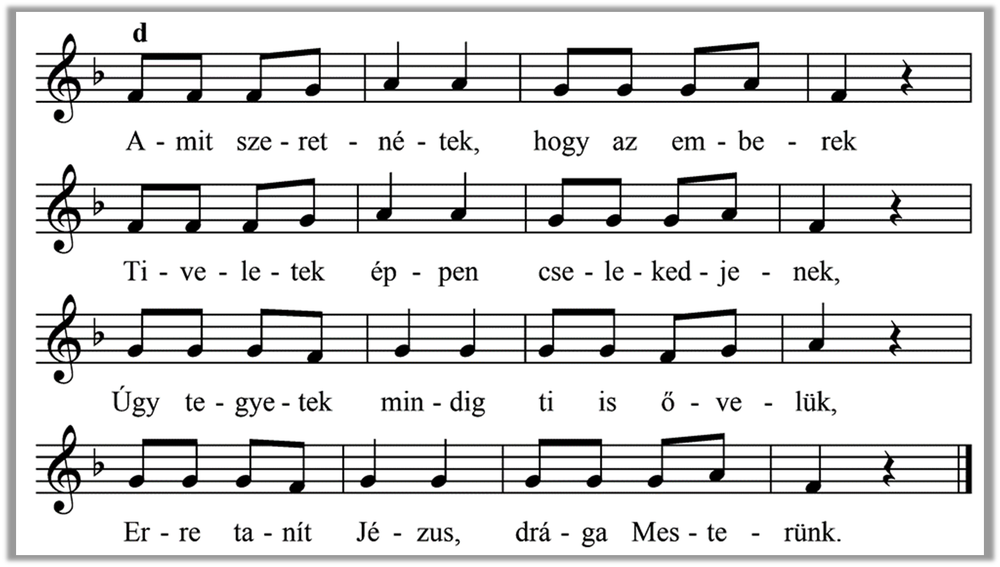 d
A - mit sze - ret - né - tek, hogy az em - be - rek
Ti - ve - le - tek ép - pen cse - le - ked - je - nek,
Úgy te - gye - tek min - dig ti is ő - ve - lük,
Er - re ta - nít Jé - zus, drá - ga Mes - te - rünk.